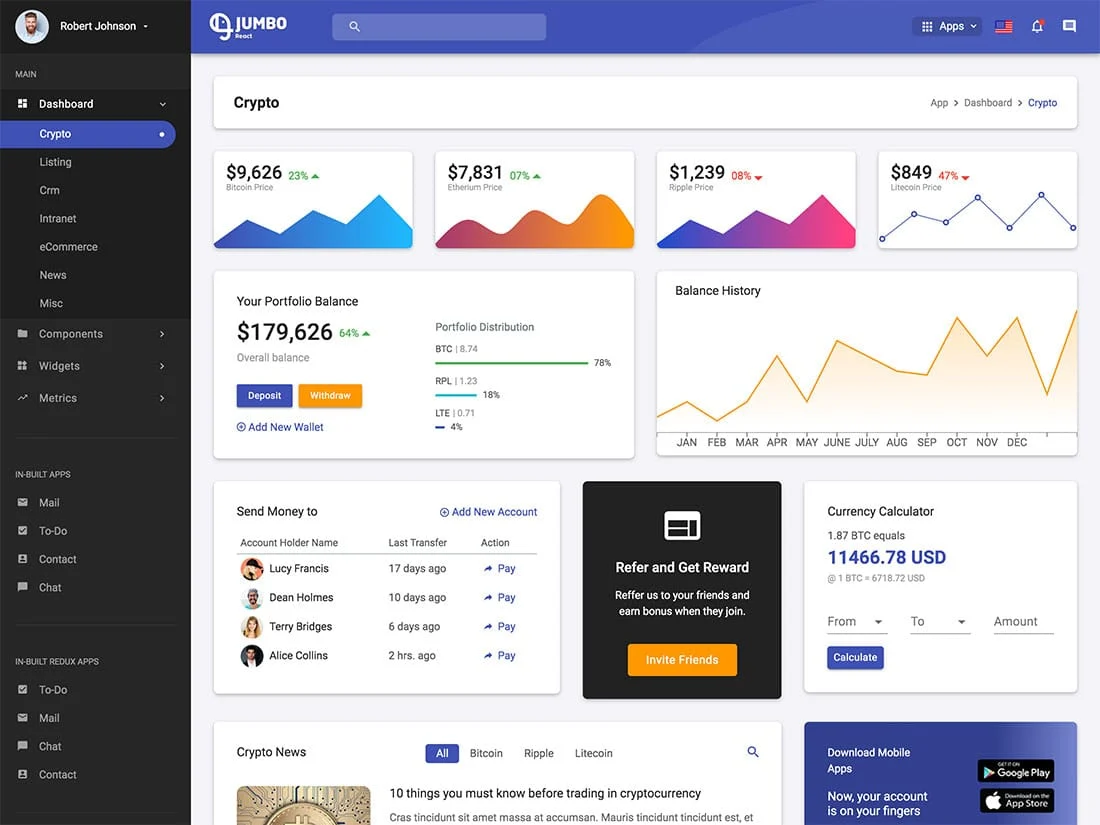 Robert Johnson
JUMBO
React
Apps
MAIN
Dashboard
Crypto
Listing
Crm
Intranet
eCommerce
News
Misc
Components
Widgets
Metrics
IN-BUILT APPS
Mail
To-Do
Contact
Chat
IN-BUILT REDUX APPS
To-Do
Mail
Chat
Contact
Crypto
App > Dashboard > Crypto
$9,626 23%
Bitcoin Price
$7,831 07%
Etherium Price
$1,239 08%
Ripple Price
$849 47%
Litecoin Price
Your Portfolio Balance
$179,626 64%
Overall balance
Deposit Withdraw
Add New Wallet
Portfolio Distribution
BTC | 8.74
78%
RPL | 1.23
18%
LTE | 0.71
4%
Balance History
JAN FEB MAR APR MAY JUNE JULY AUG SEP OCT NOV DEC
Send Money to Add New Account
Account Holder Name Last Transfer Action
Lucy Francis 17 days ago Pay
Dean Holmes 10 days ago Pay
Terry Bridges 6 days ago Pay
Alice Collins 2 hrs. ago Pay
Refer and Get Reward
Reffer us to your friends and
earn bonus when they join.
Invite Friends
Currency Calculator
1.87 BTC equals
11466.78 USD
@ 1 BTC = 6718.72 USD
From To Amount
Calculate
Crypto News All Bitcoin Ripple Litecoin
10 things you must know before trading in cryptocurrency
Cras tincidunt sit amet massa at accumsan. Mauris tincidunt tincidunt est, et
Download Mobile
Apps
Now, your account
is on your fingers
GET IT ON
Google Play
Download on the
App Store